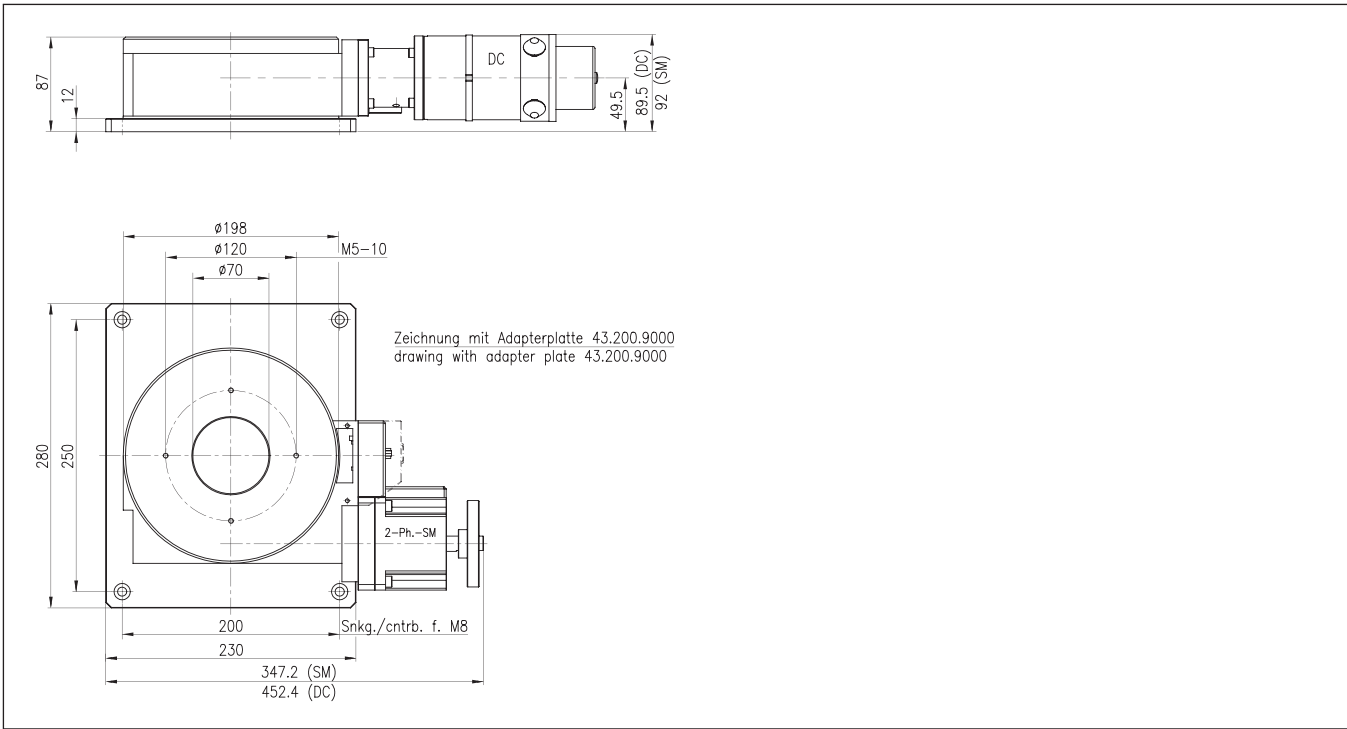 87
12
DC
49.5
89.5 (DC)
92 (SM)
ø198
ø120
M5-10
ø70
Zeichnung mit Adapterplatte 43.200.9000
drawing with adapter plate 43.200.9000
280
250
2-Ph.-SM
200
Snkg./cntrb. f. M8
230
347.2 (SM)
452.4 (DC)